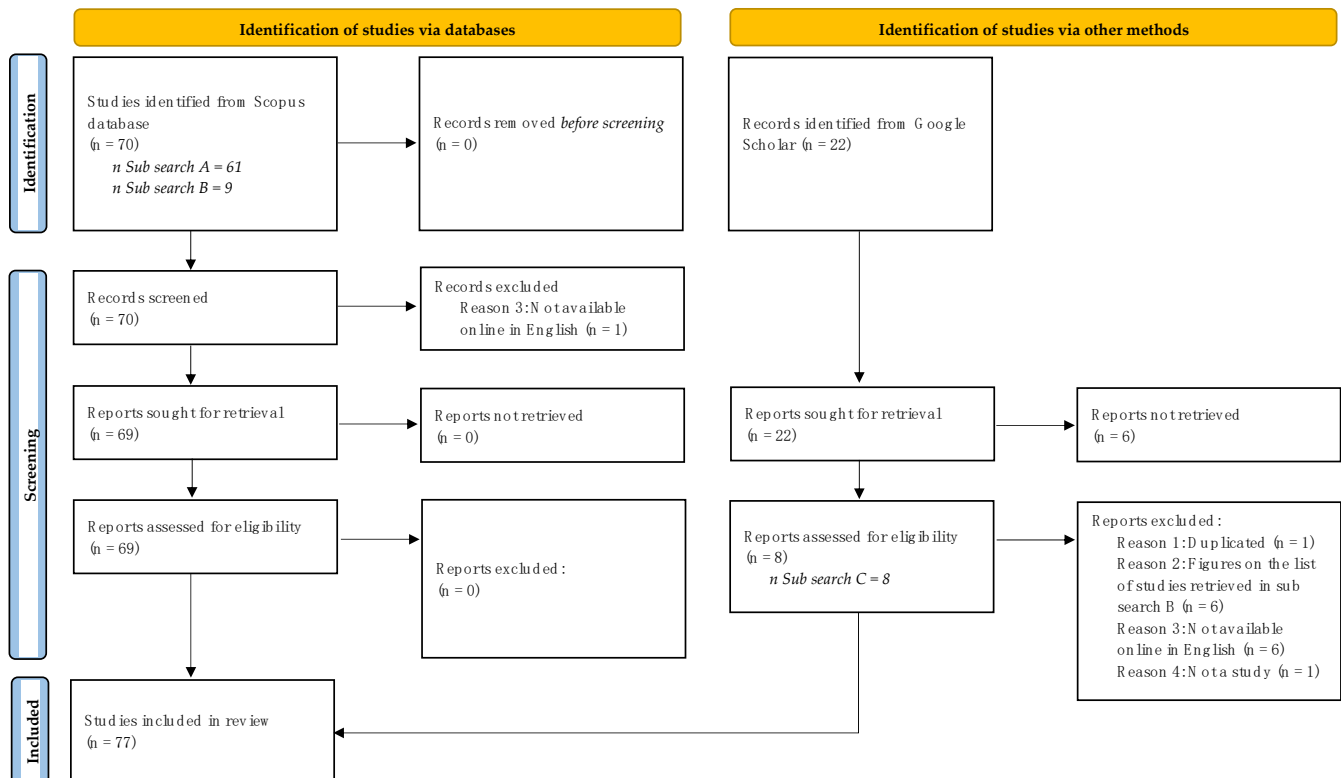 Identification of studies via databases
Identification of studies via other methods
Identification
Studies identified from Scopus
database
(n = 70)
n Sub search A = 61
n Sub search B = 9
Records removed before screening
(n = 0)
Records identified from Google
Scholar (n = 22)
Screening
Records screened
(n = 70)
Records excluded
Reason 3: Not available
online in English (n = 1)
Reports sought for retrieval
(n = 69)
Reports not retrieved
(n = 0)
Reports sought for retrieval
(n = 22)
Reports not retrieved
(n = 6)
Reports assessed for eligibility
(n = 69)
Reports excluded:
(n = 0)
Reports assessed for eligibility
(n = 8)
n Sub search C = 8
Reports excluded:
Reason 1: Duplicated (n = 1)
Reason 2: Figures on the list
of studies retrieved in sub
search B (n = 6)
Reason 3: Not available
online in English (n = 6)
Reason 4: Not a study (n = 1)
Included
Studies included in review
(n = 77)